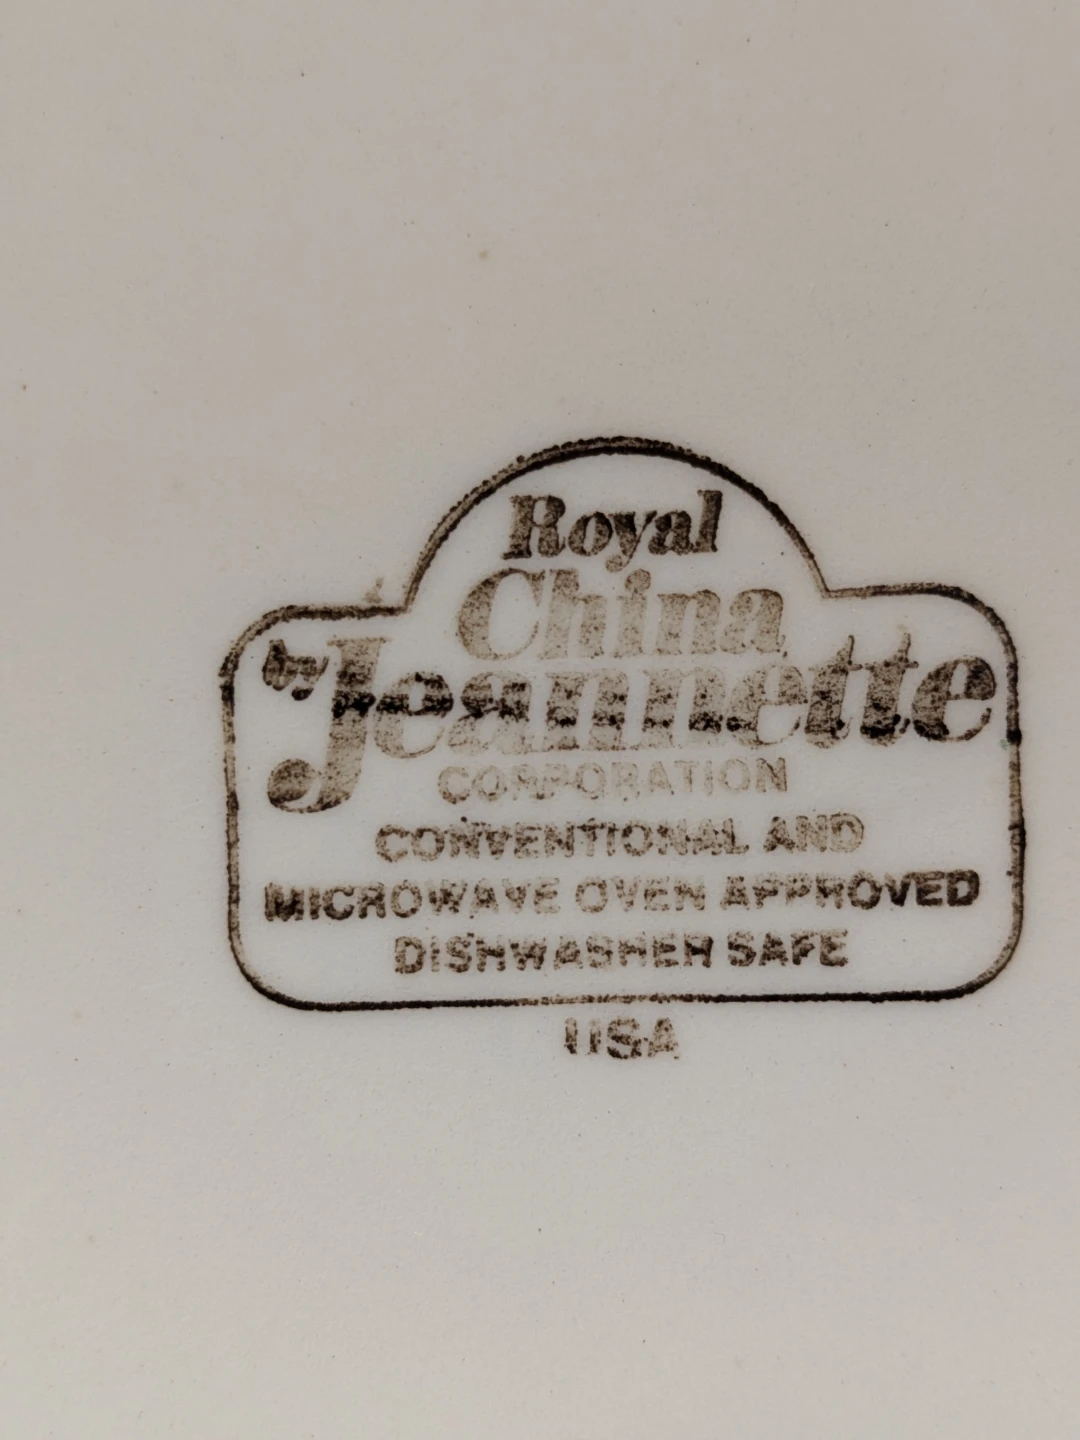 Royal
China
by Jeannette
CORPORATION
CONVENTIONAL AND
MICROWAVE OVEN APPROVED
DISHWASHER SAFE
USA